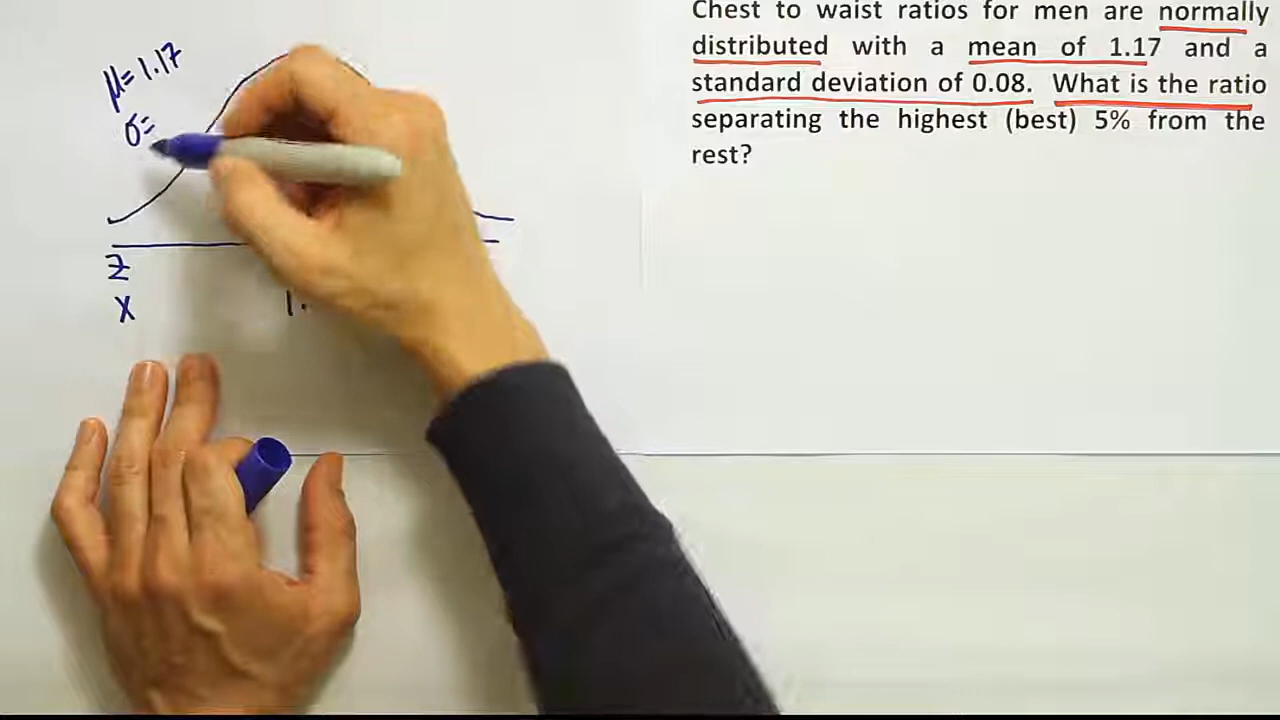 Chest to waist ratios for men are normally
distributed with a mean of 1.17 and a
standard deviation of 0.08. What is the ratio
separating the highest (best) 5% from the
rest?
μ= 1.17
σ=
Z
X
1.